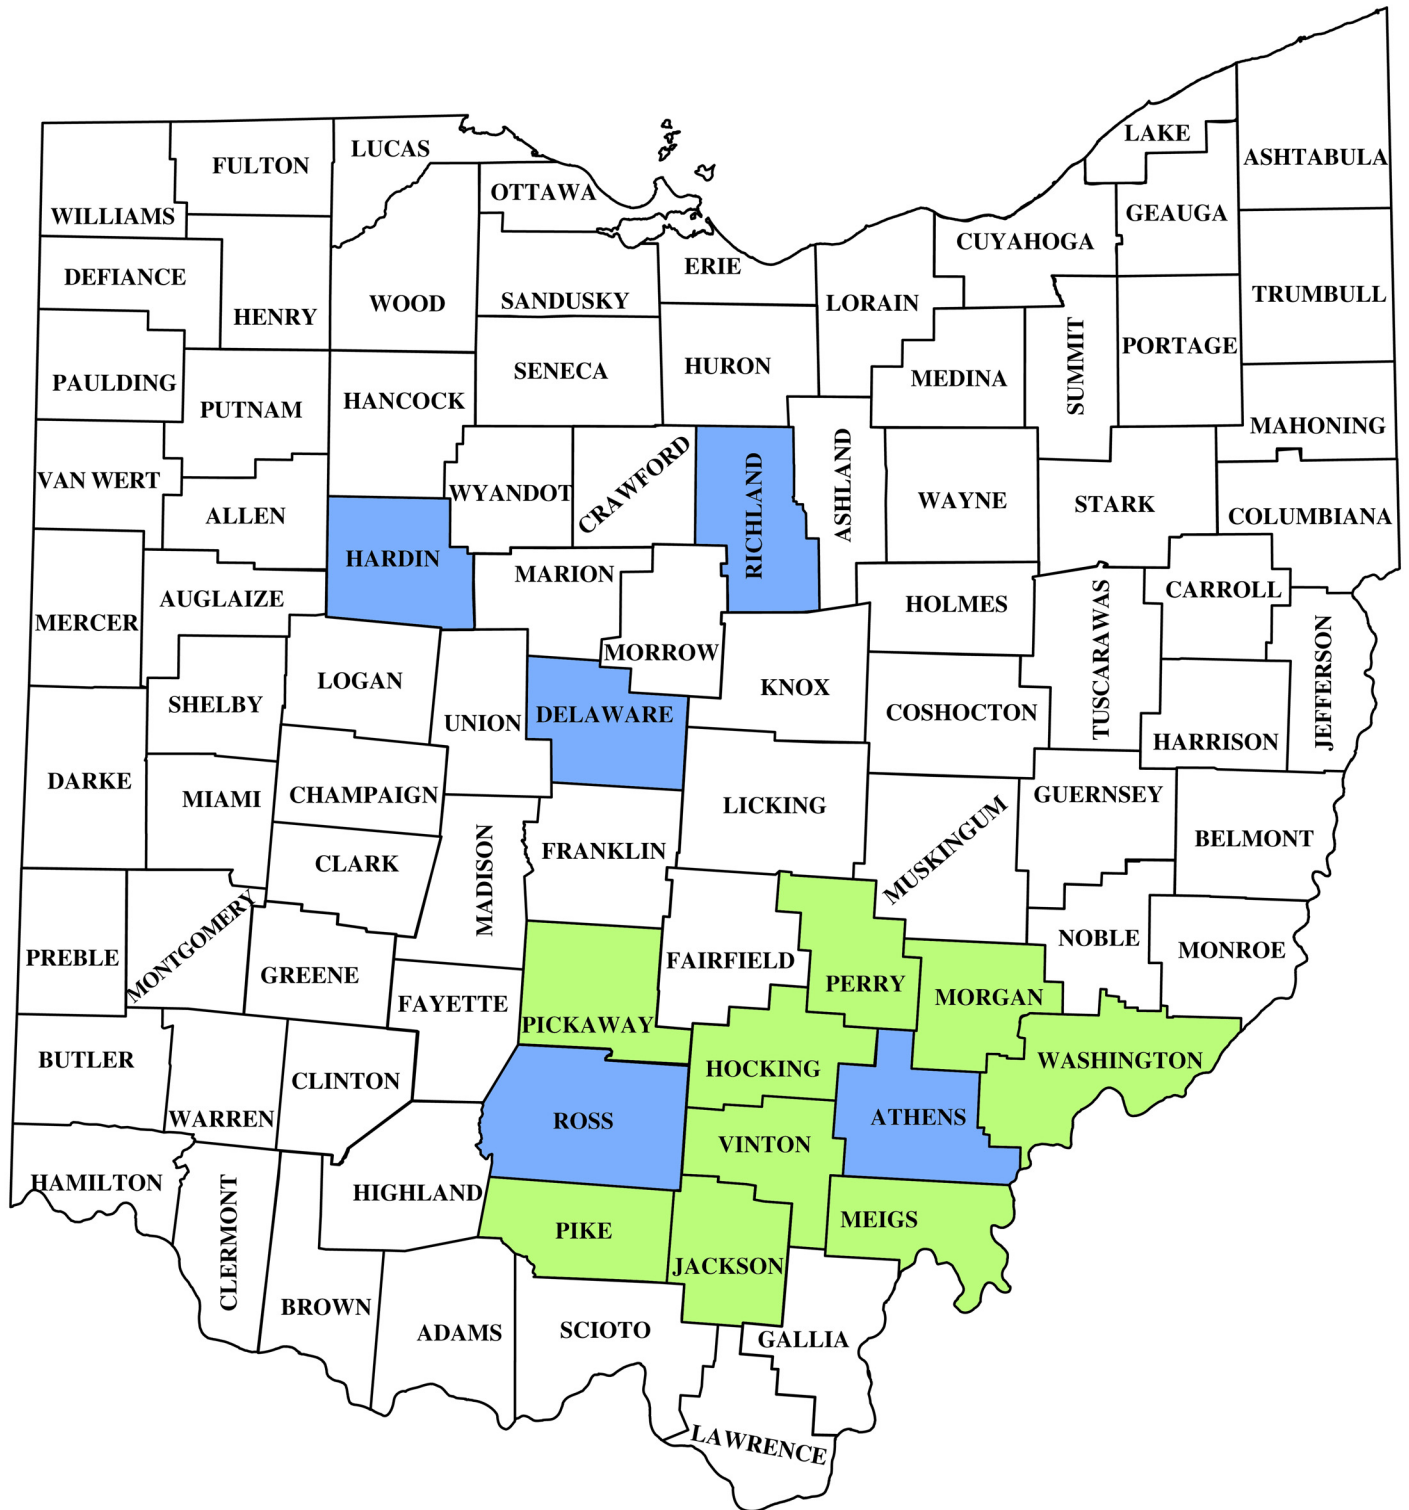 LAKE
LUCAS
FULTON
ASHTABULA
OTTAWA
WILLIAMS
GEAUGA
CUYAHOGA
ERIE
DEFIANCE
TRUMBULL
SANDUSKY
WOOD
LORAIN
HENRY
PORTAGE
SUMMIT
HURON
SENECA
MEDINA
PAULDING
HANCOCK
PUTNAM
MAHONING
VAN WERT
WYANDOT
CRAWFORD
RICHLAND
ASHLAND
WAYNE
STARK
ALLEN
COLUMBIANA
HARDIN
MARION
CARROLL
AUGLAIZE
HOLMES
MERCER
TUSCARAWAS
JEFFERSON
MORROW
LOGAN
KNOX
SHELBY
COSHOCTON
DELAWARE
UNION
HARRISON
DARKE
CHAMPAIGN
GUERNSEY
MIAMI
LICKING
MUSKINGUM
BELMONT
FRANKLIN
CLARK
MADISON
NOBLE
MONROE
MONTGOMERY
PREBLE
FAIRFIELD
GREENE
PERRY
MORGAN
FAYETTE
PICKAWAY
BUTLER
WASHINGTON
HOCKING
CLINTON
WARREN
ROSS
ATHENS
VINTON
HAMILTON
HIGHLAND
MEIGS
PIKE
CLERMONT
JACKSON
BROWN
SCIOTO
ADAMS
GALLIA
LAWRENCE